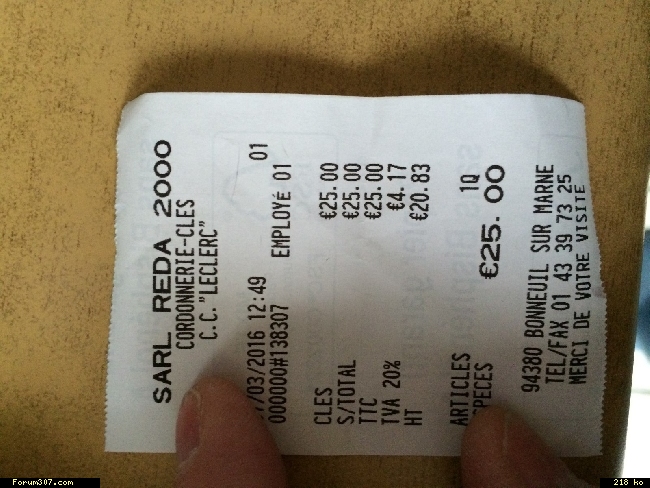 SARL REDA 2000
CORDONNERIE-CLES
C.C."LECLERC"
7/03/2016 12:49 01
000000#138307 EMPLOYÉ 01
CLES €25.00
S/TOTAL €25.00
TTC €25.00
TVA 20% €4.17
HT €20.83
ARTICLES 1Q
SPECES €25.00
94380 BONNEUIL SUR MARNE
TEL/FAX 01 43 39 73 25
MERCI DE VOTRE VISITE
Forum307.com
218 ko